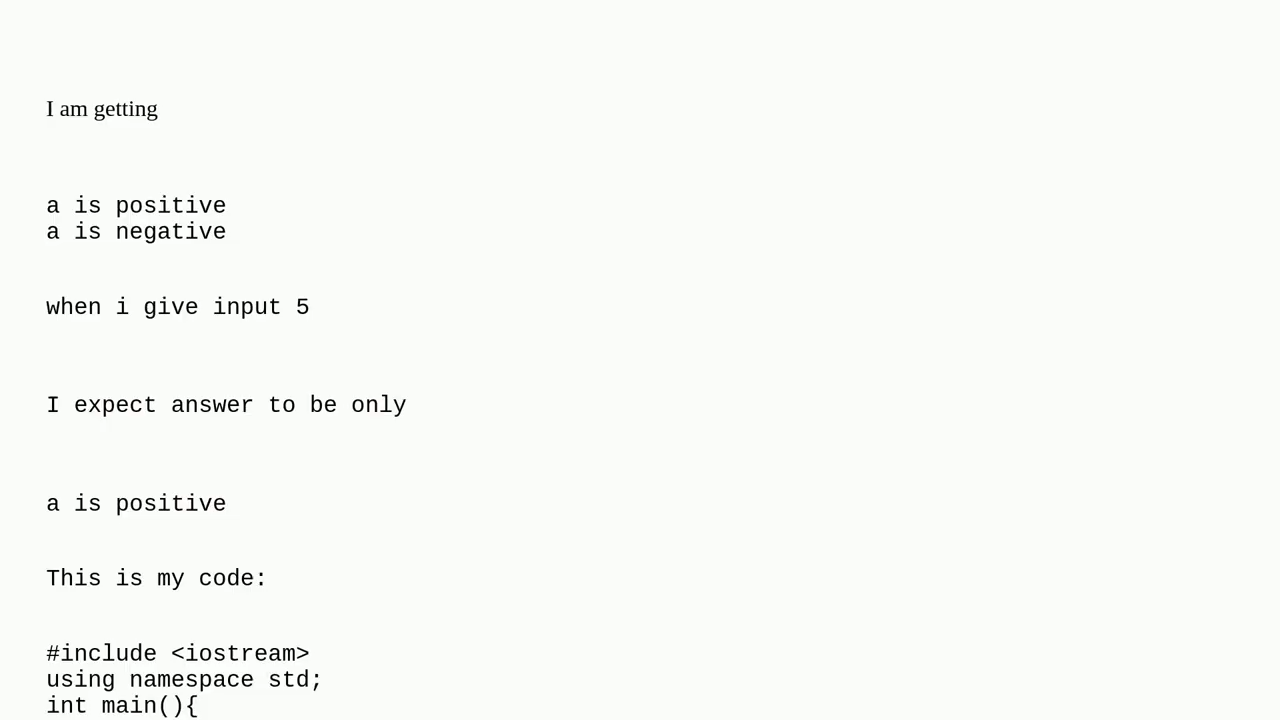 I am getting
a is positive
a is negative
when i give input 5
I expect answer to be only
a is positive
This is my code:
#include <iostream>
using namespace std;
int main(){